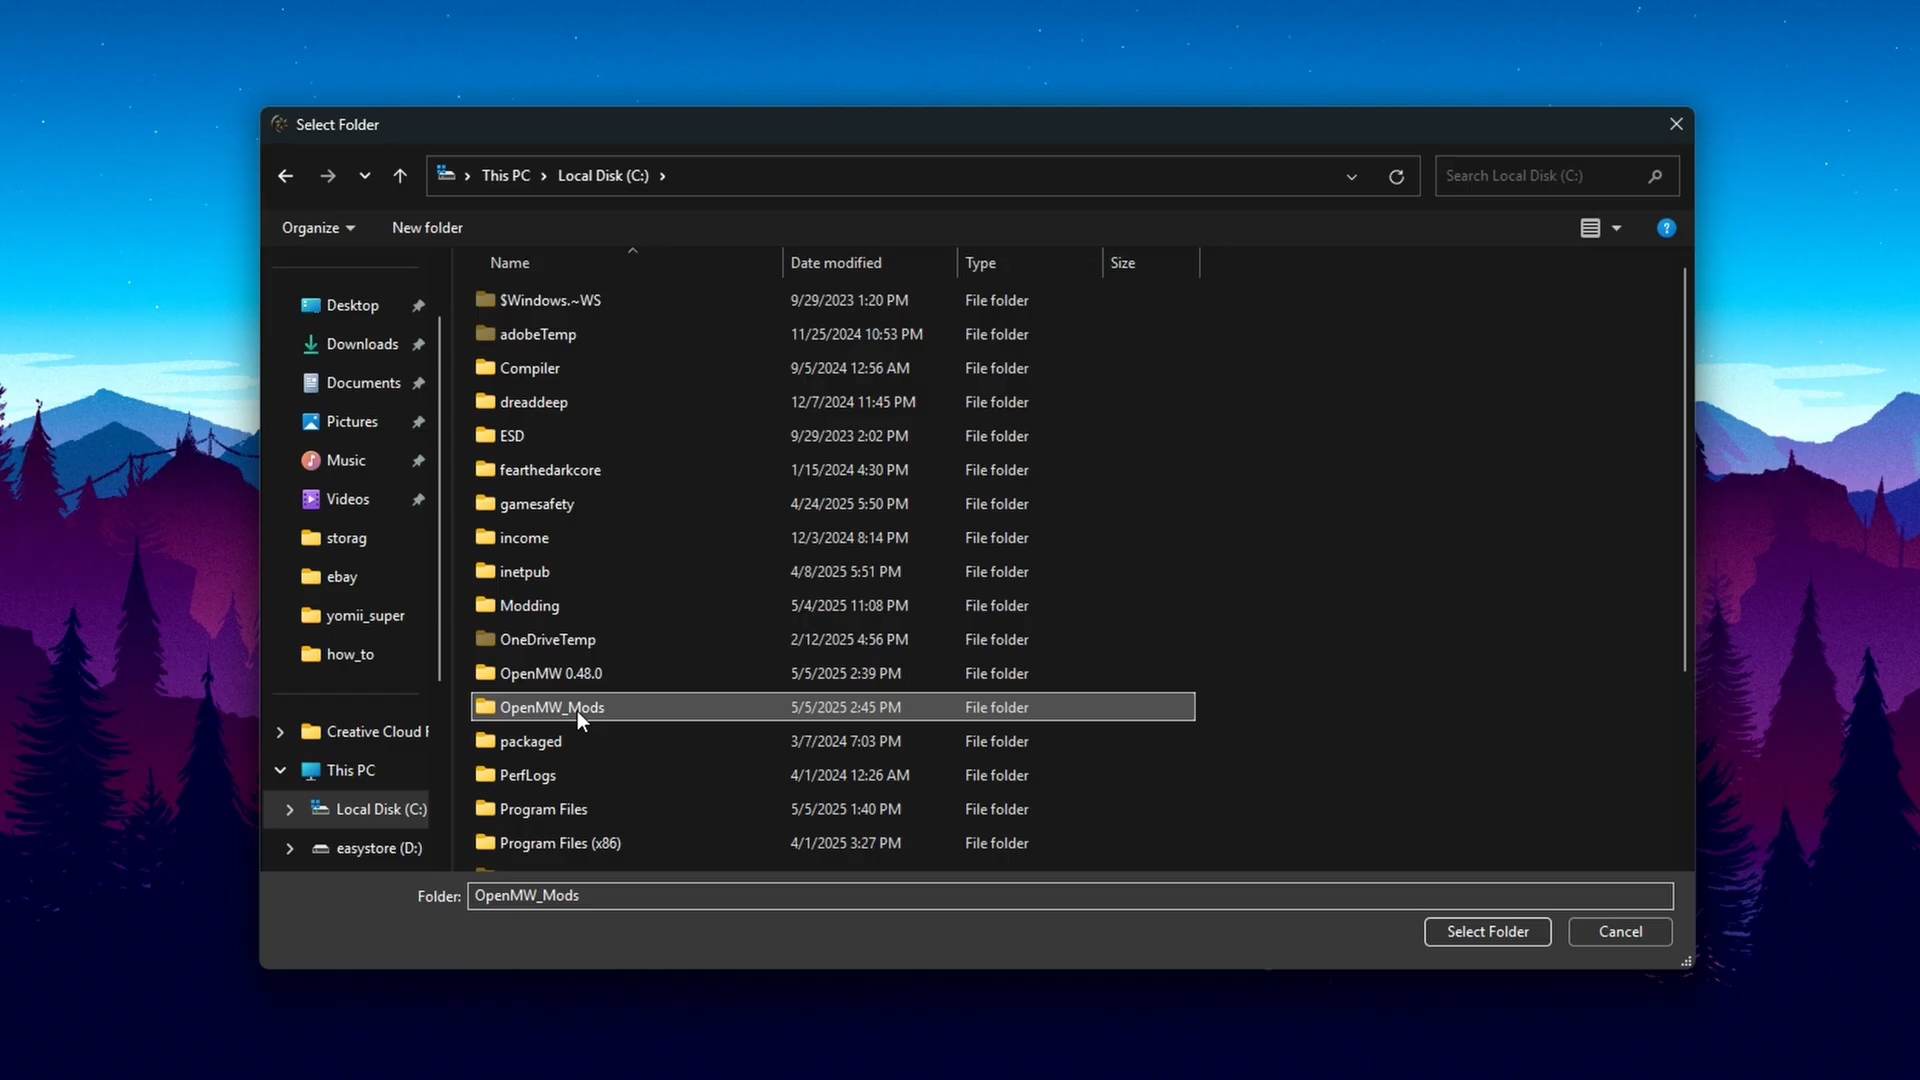 Select Folder
This PC
Local Disk (C:)
Search Local Disk (C:)
Organize
New folder
?
Name
Date modified
Type
Size
Desktop
Downloads
Documents
Pictures
Music
Videos
storag
ebay
yomii_super
how_to
Creative Cloud F
This PC
Local Disk (C:)
easystore (D:)
$Windows.~WS 9/29/2023 1:20 PM File folder
adobeTemp 11/25/2024 10:53 PM File folder
Compiler 9/5/2024 12:56 AM File folder
dreaddeep 12/7/2024 11:45 PM File folder
ESD 9/29/2023 2:02 PM File folder
fearthedarkcore 1/15/2024 4:30 PM File folder
gamesafety 4/24/2025 5:50 PM File folder
income 12/3/2024 8:14 PM File folder
inetpub 4/8/2025 5:51 PM File folder
Modding 5/4/2025 11:08 PM File folder
OneDriveTemp 2/12/2025 4:56 PM File folder
OpenMW 0.48.0 5/5/2025 2:39 PM File folder
OpenMW_Mods 5/5/2025 2:45 PM File folder
packaged 3/7/2024 7:03 PM File folder
PerfLogs 4/1/2024 12:26 AM File folder
Program Files 5/5/2025 1:40 PM File folder
Program Files (x86) 4/1/2025 3:27 PM File folder
Folder: OpenMW_Mods
Select Folder
Cancel